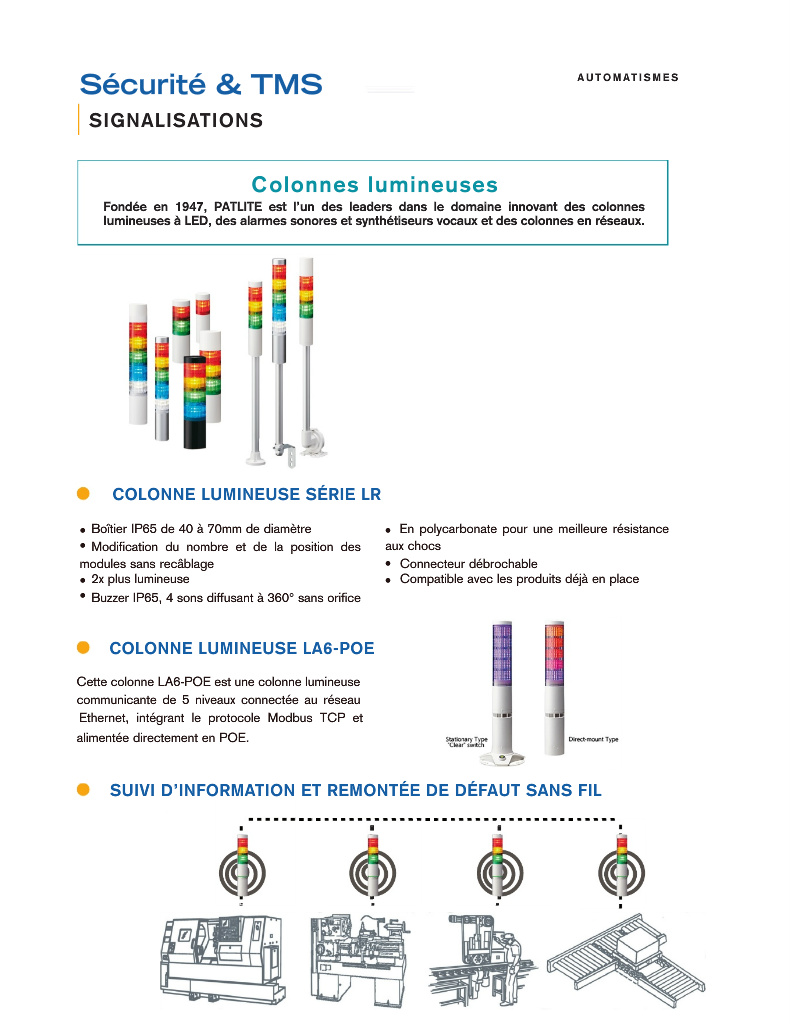 Sécurité & TMS
AUTOMATISMES
SIGNALISATIONS
Colonnes lumineuses
Fondée en 1947, PATLITE est l'un des leaders dans le domaine innovant des colonnes
lumineuses à LED, des alarmes sonores et synthétiseurs vocaux et des colonnes en réseaux.
COLONNE LUMINEUSE SÉRIE LR
• Boîtier IP65 de 40 à 70mm de diamètre
• Modification du nombre et de la position des
modules sans recâblage
• 2x plus lumineuse
• Buzzer IP65, 4 sons diffusant à 360° sans orifice
• En polycarbonate pour une meilleure résistance
aux chocs
• Connecteur débrochable
• Compatible avec les produits déjà en place
COLONNE LUMINEUSE LA6-POE
Cette colonne LA6-POE est une colonne lumineuse
communicante de 5 niveaux connectée au réseau
Ethernet, intégrant le protocole Modbus TCP et
alimentée directement en POE.
Stationary Type
"Clear" switch
Direct-mount Type
SUIVI D'INFORMATION ET REMONTÉE DE DÉFAUT SANS FIL